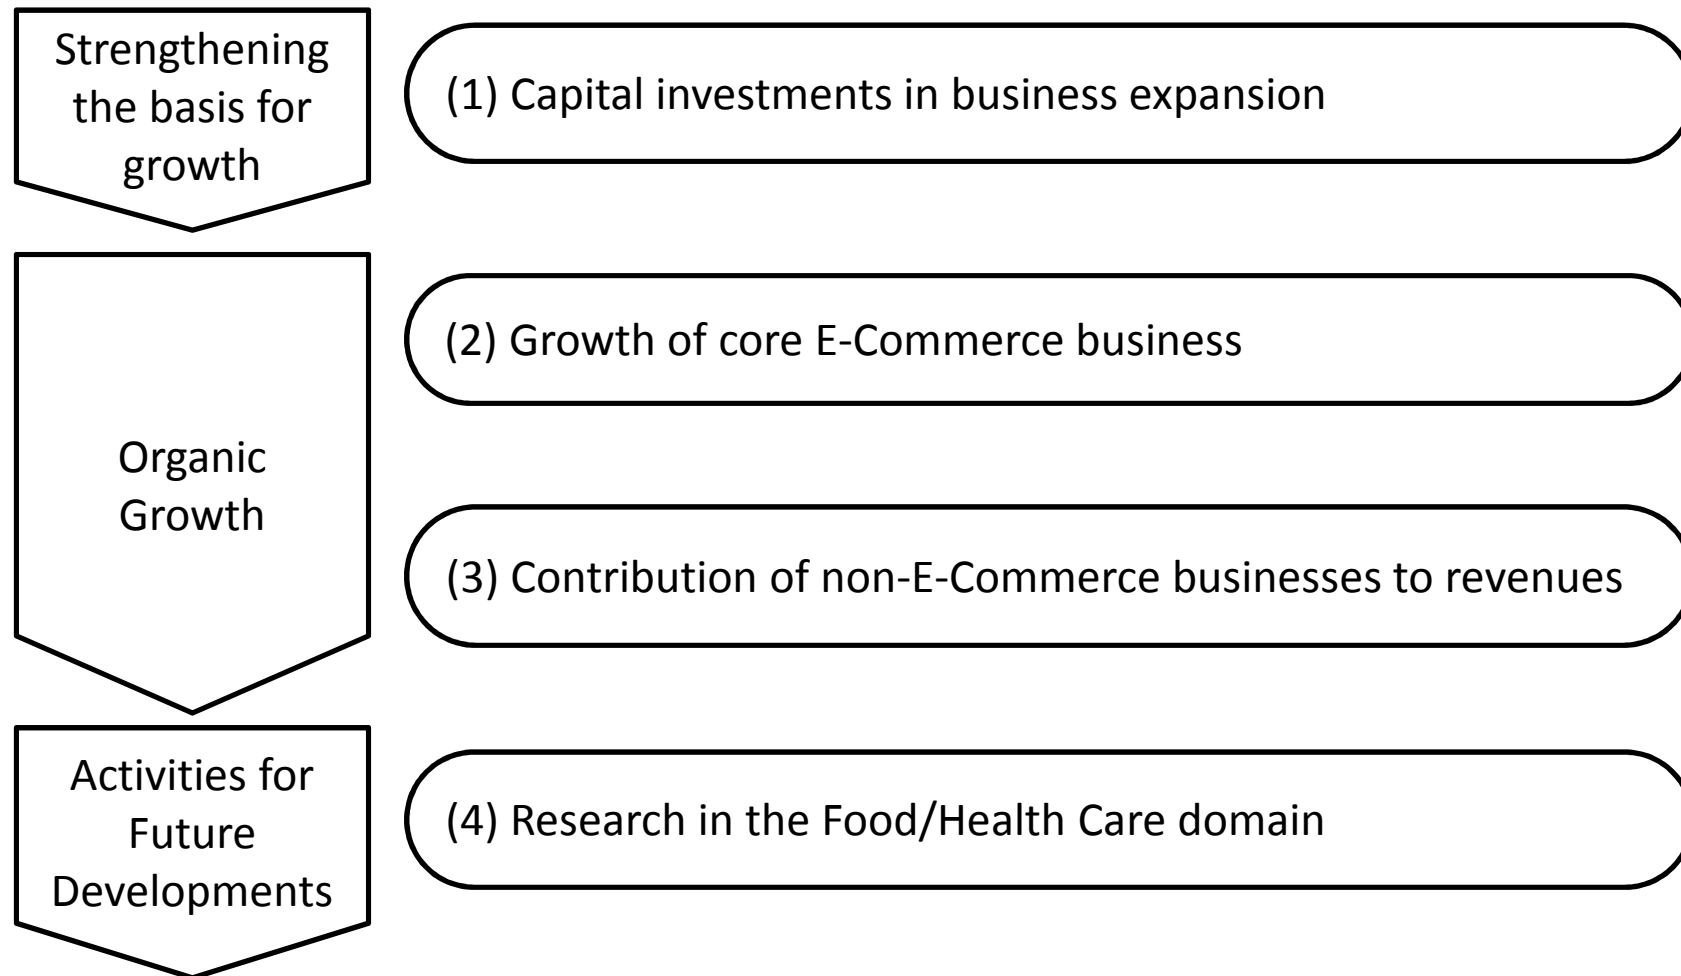 Strengthening
the basis for
growth
(1) Capital investments in business expansion
Organic
Growth
(2) Growth of core E-Commerce business
(3) Contribution of non-E-Commerce businesses to revenues
Activities for
Future
Developments
(4) Research in the Food/Health Care domain